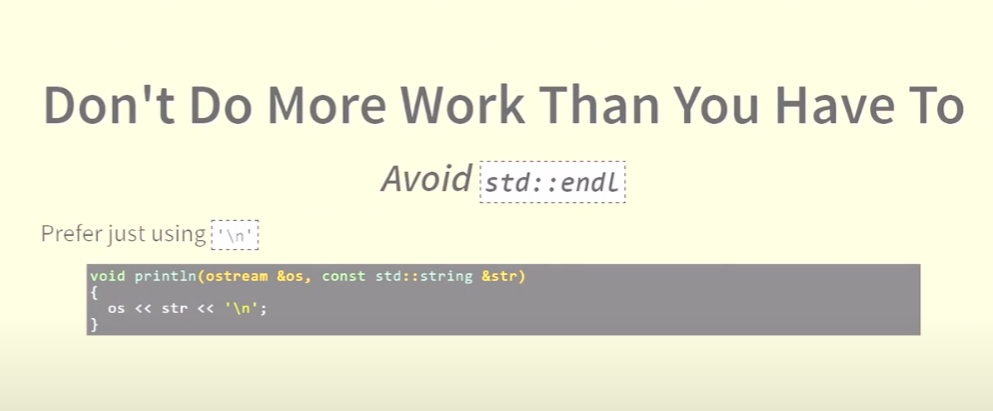 Don't Do More Work Than You Have To
Avoid std::endl
Prefer just using '\n'
void println(ostream &os, const std::string &str)
{
  os << str << '\n';
}